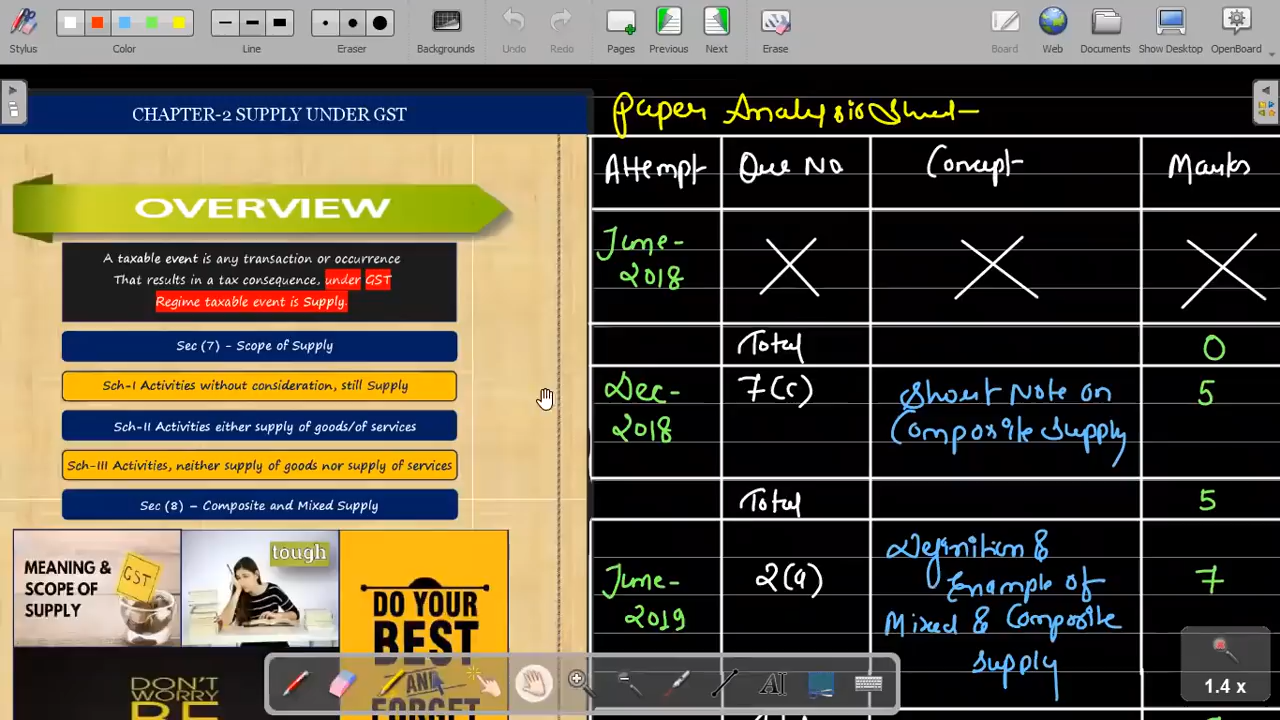 Stylus
Color
Line
Eraser
Backgrounds
Undo
Redo
Pages
Previous
Next
Erase
Board
Web
Documents
Show Desktop
OpenBoard
CHAPTER-2 SUPPLY UNDER GST
OVERVIEW
A taxable event is any transaction or occurrence
That results in a tax consequence, under GST
Regime taxable event is Supply.
Sec (7) - Scope of Supply
Sch-I Activities without consideration, still Supply
Sch-II Activities either supply of goods/of services
Sch-III Activities, neither supply of goods nor supply of services
Sec (8) – Composite and Mixed Supply
MEANING &
SCOPE OF
SUPPLY
GST
tough
DO YOUR
BEST
AND
FORGET
DON'T
WORRY
BE
Paper Analysis Sheet-
Attempt Que No Concept Marks
June-
2018
Total 0
Dec- 7(c) Short Note on 5
2018 Composite Supply
Total 5
Definition &
June- 2(a) Example of 7
2019 Mixed & Composite
supply
AI
1.4 x